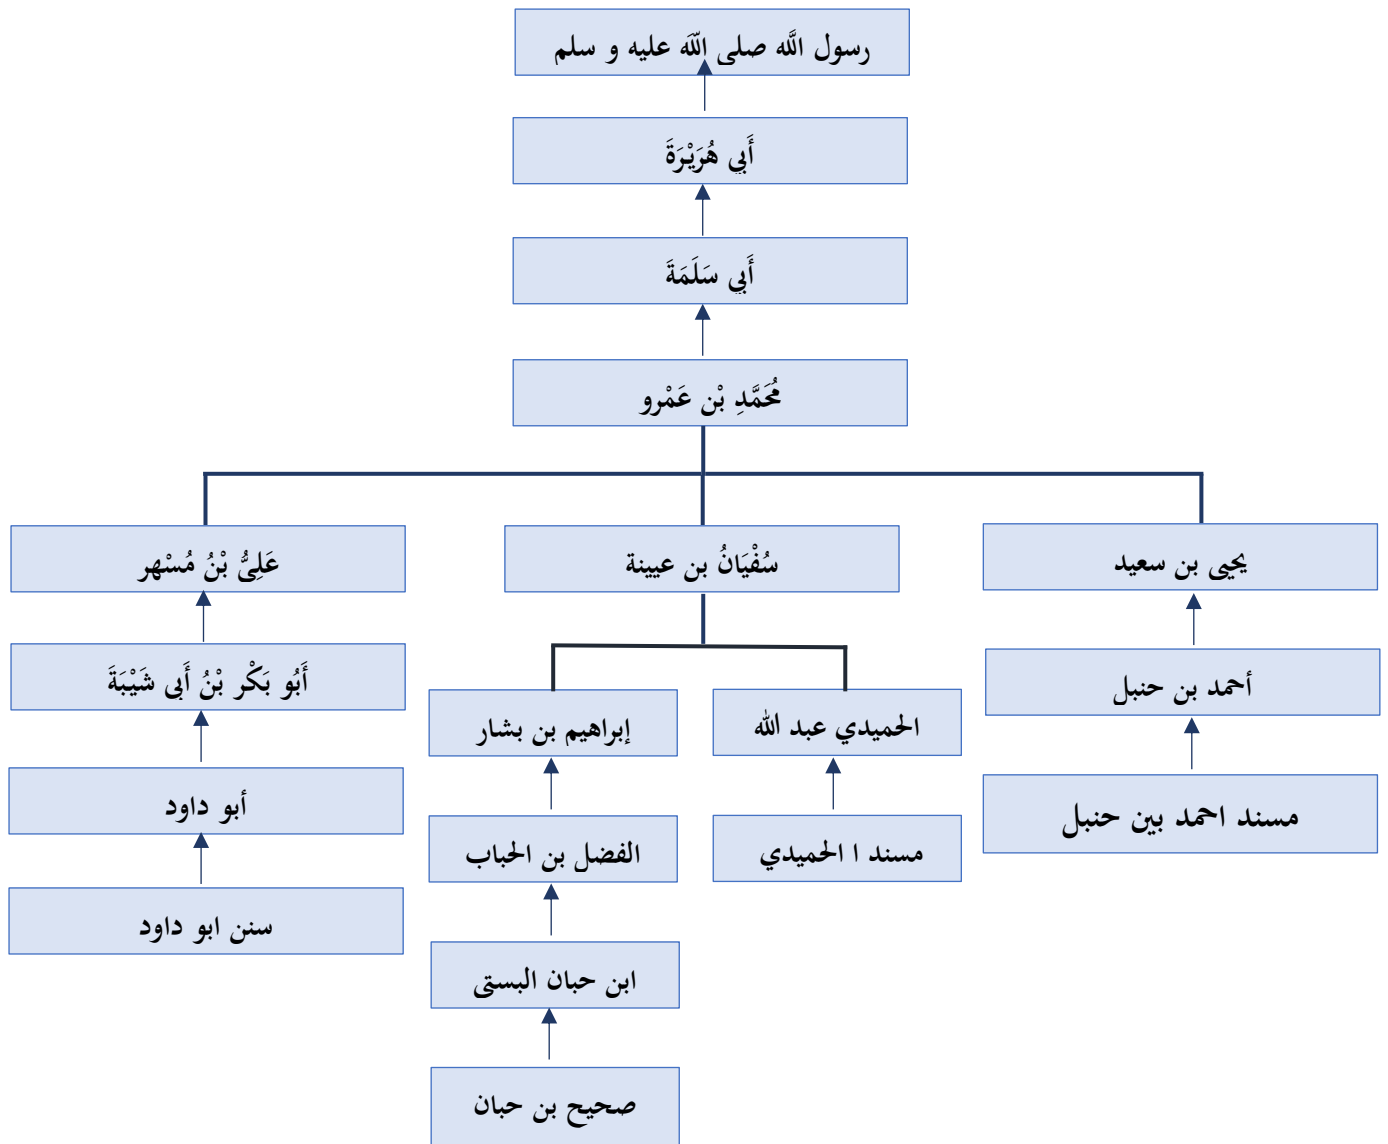 رسول الله صلى الله عليه و سلم
أَبِي هُرَيْرَةَ
أَبِي سَلَمَةَ
مُحَمَّدِ بْن عَمْرو
يحيى بن سعيد
سُفْيَانُ بن عيينة
عَلِيُّ بْنُ مُسْهر
أحمد بن حنبل
أَبُو بَكْر بْنُ أَبِى شَيْبَةَ
الحميدي عبد الله
إبراهيم بن بشار
مسند احمد بين حنبل
أبو داود
مسند ا الحميدي
الفضل بن الحباب
سنن ابو داود
ابن حبان البستى
صحيح بن حبان